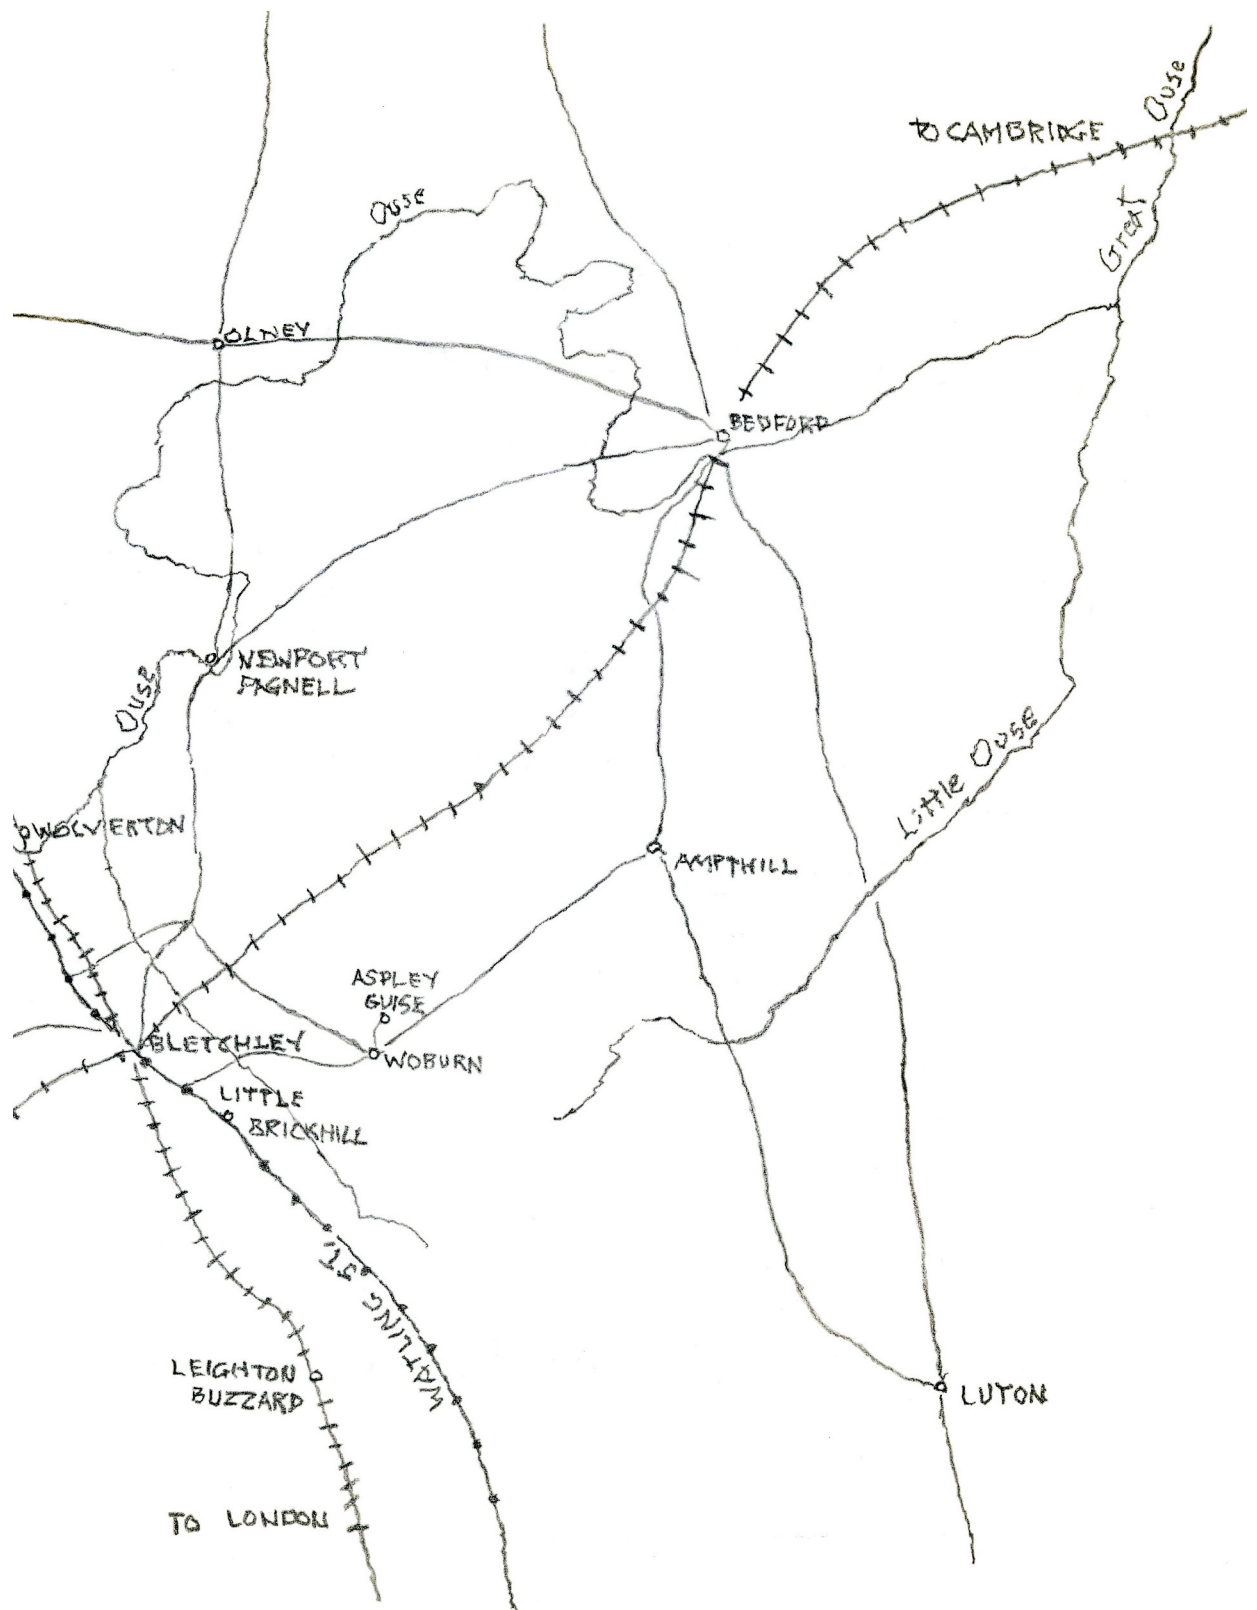 Ouse
TO CAMBRIDGE
Great
Ouse
OLNEY
BEDFORD
NEWPORT
PAGNELL
Ouse
Little Ouse
WOLVERTON
AMPTHILL
ASPLEY
GUISE
BLETCHLEY
WOBURN
LITTLE
BRICKHILL
WATLING ST.
LEIGHTON
BUZZARD
LUTON
TO LONDON